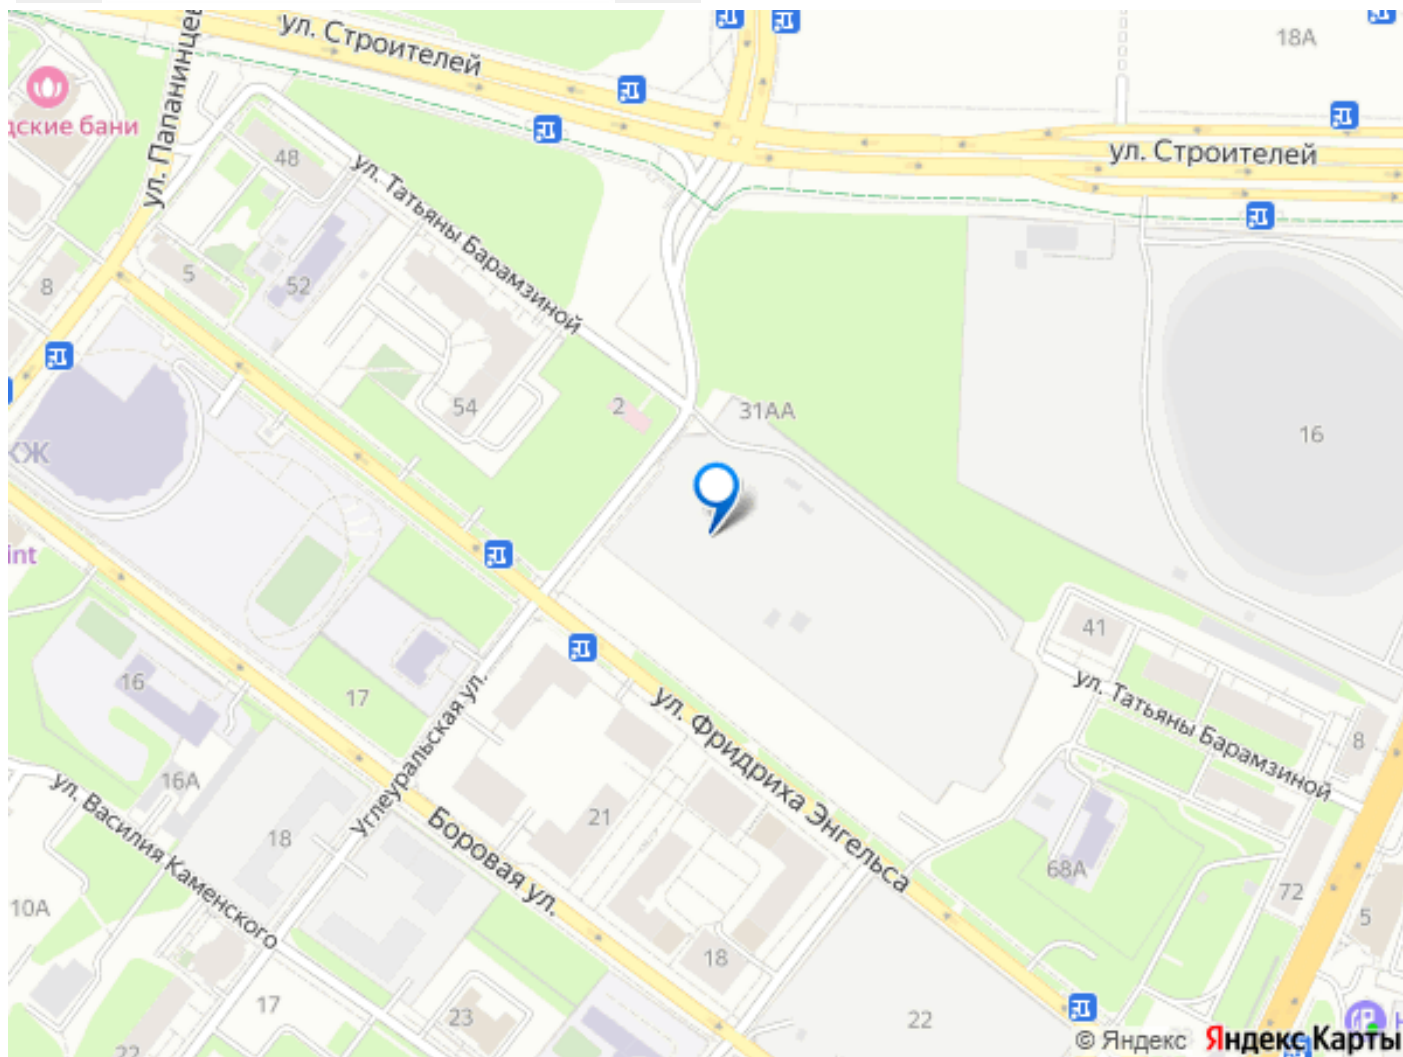 ул. Строителей
18А
ул. Папанинцев
дские бани
48
ул. Строителей
ул. Татьяны Барамзиной
5
52
8
54
2
31АА
16
КЖ
int
41
16
17
ул. Татьяны Барамзиной
ул. Фридриха Энгельса
8
16А
Углеуральская ул.
ул. Василия Каменского
18
Боровая ул.
21
68А
72
10А
5
18
17
23
22
22
© Яндекс Яндекс Карты